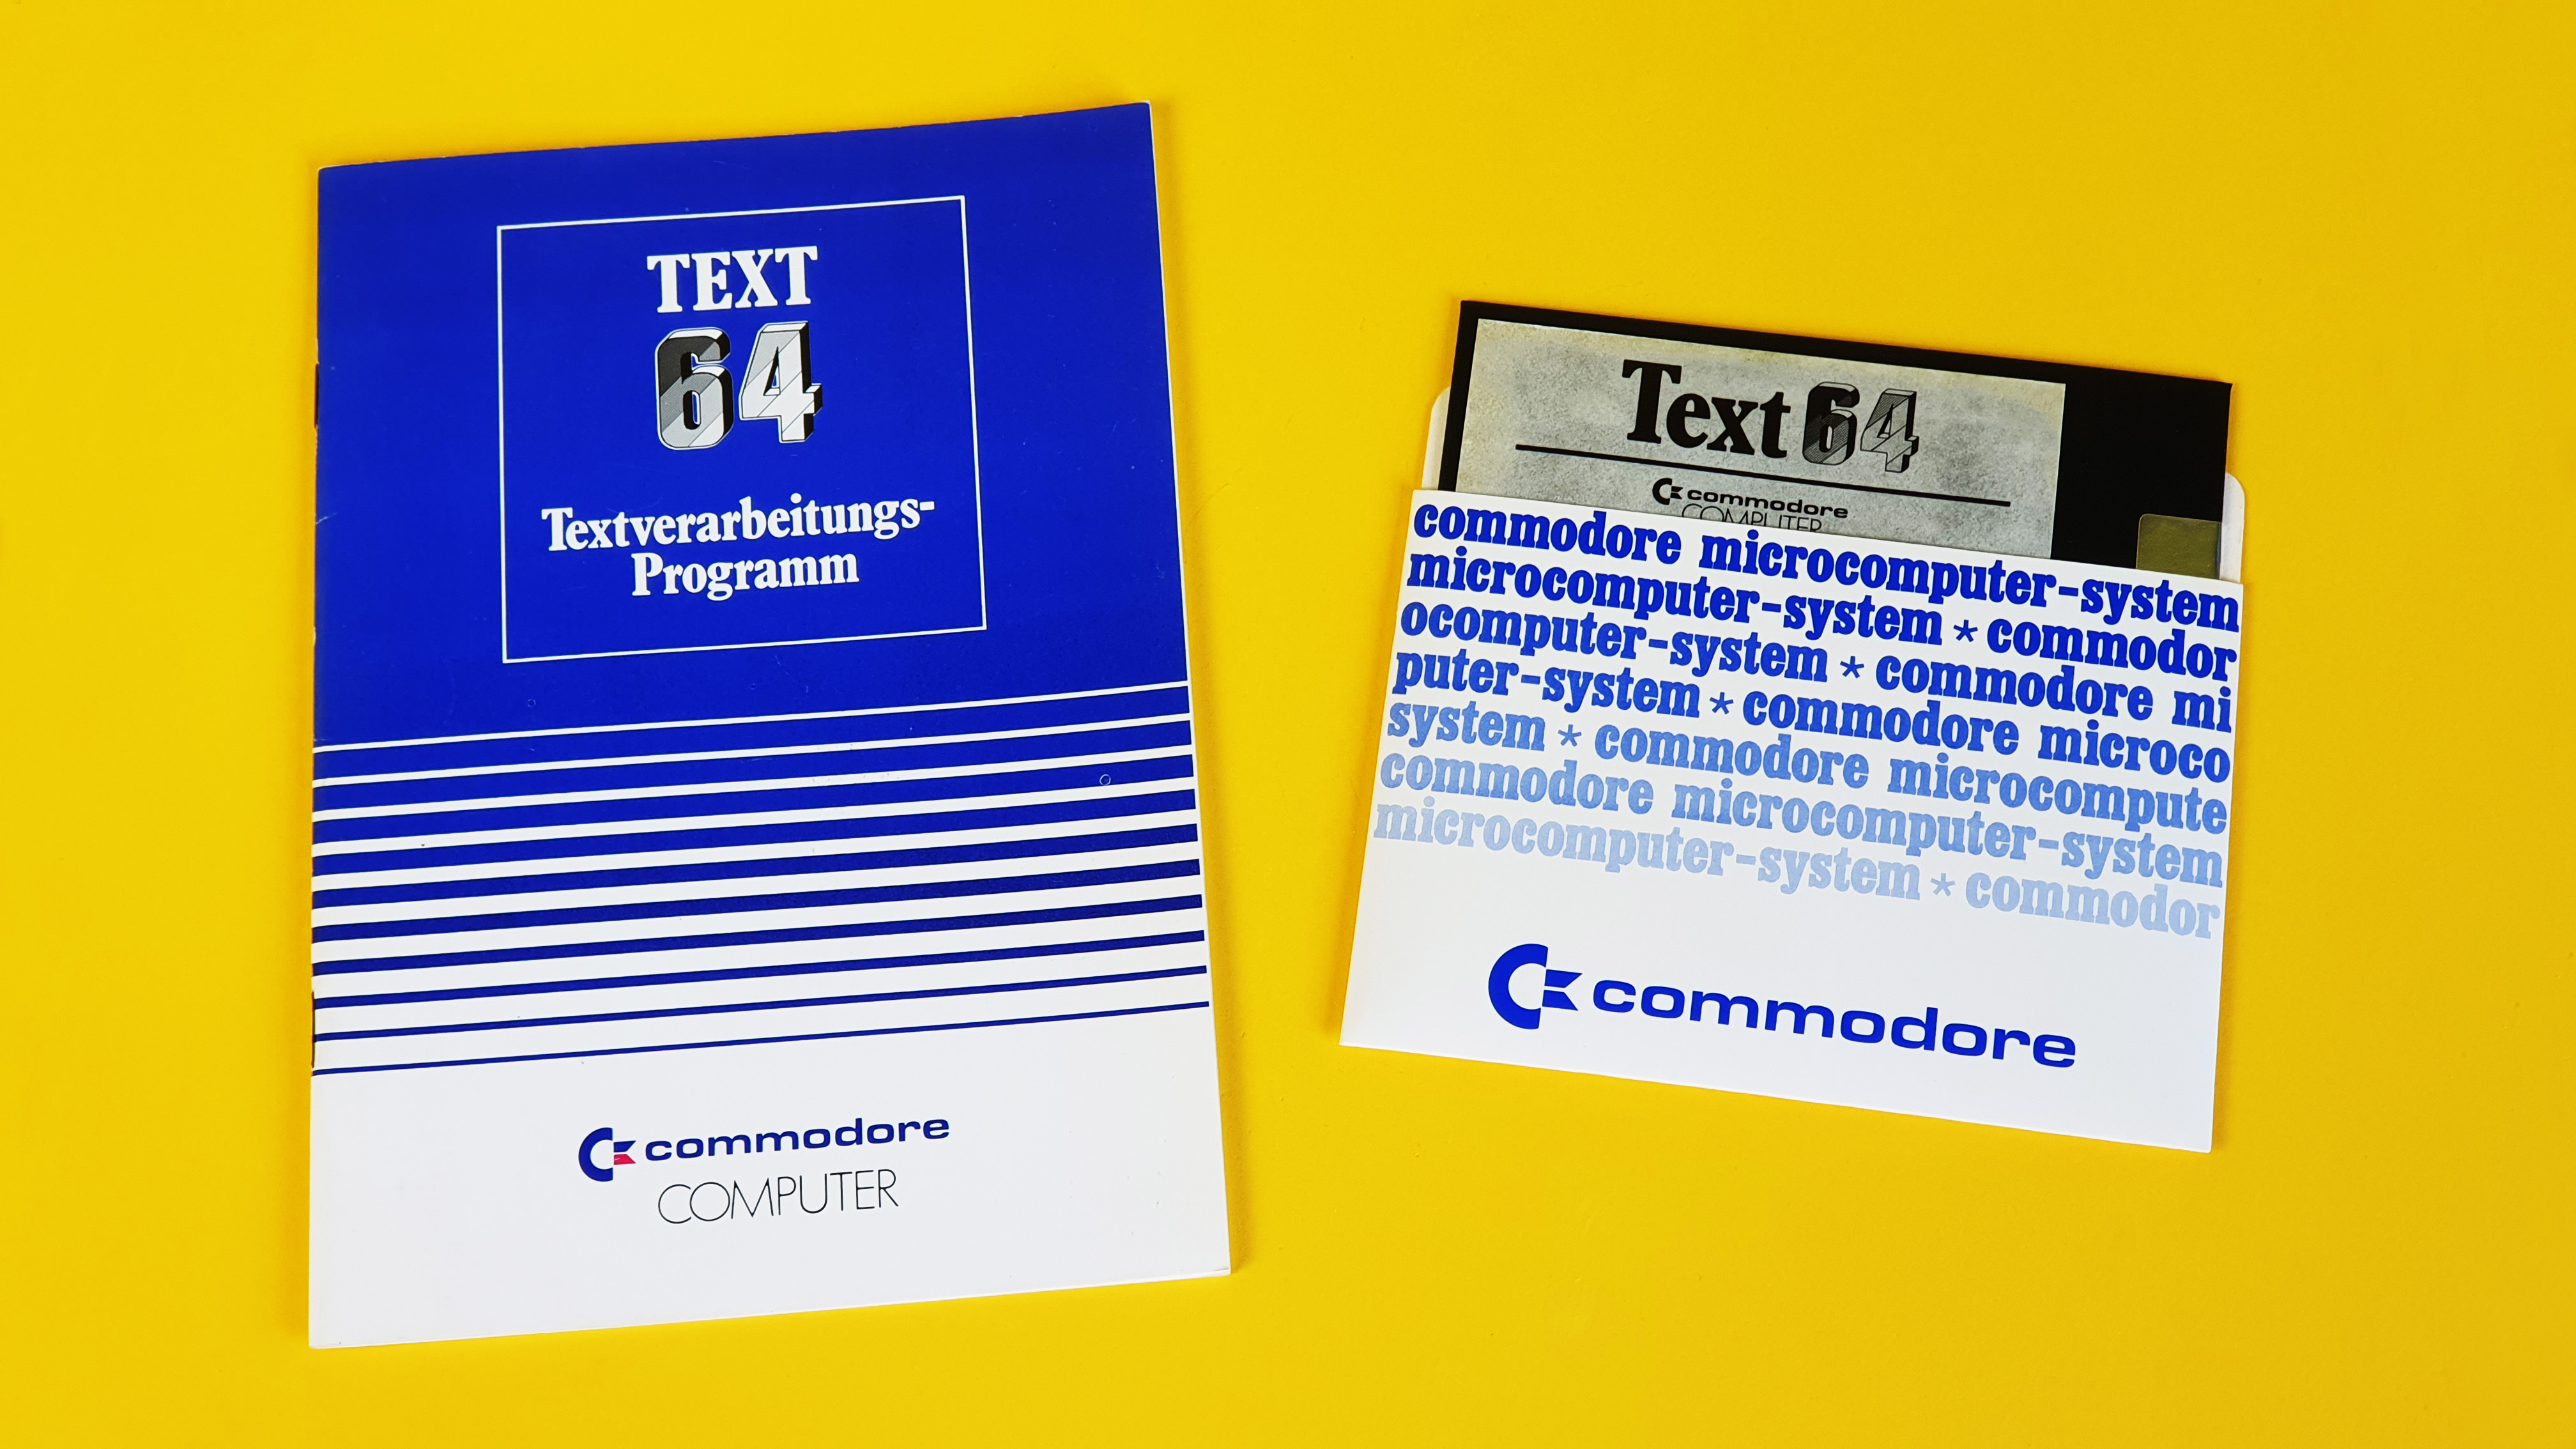 TEXT
64
Textverarbeitungs-
Programm
commodore
COMPUTER
Text 64
commodore
COMPUTER
commodore microcomputer-system
microcomputer-system * commodor
ocomputer-system * commodore mi
puter-system * commodore microco
system * commodore microcompute
commodore microcomputer-system
microcomputer-system * commodor
commodore